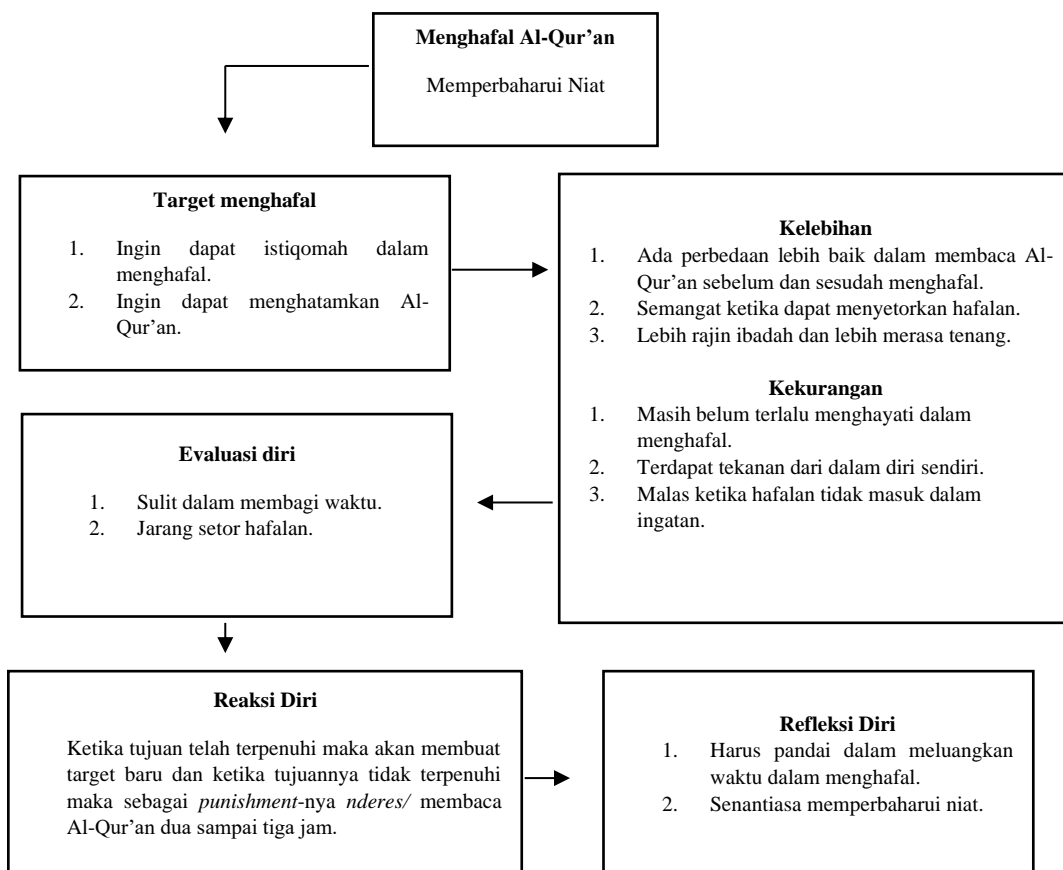 Menghafal Al-Qur’an
Memperbaharui Niat
Target menghafal
1. Ingin dapat istiqomah dalam
menghafal.
2. Ingin dapat menghatamkan Al-
Qur’an.
Kelebihan
1. Ada perbedaan lebih baik dalam membaca Al-
Qur’an sebelum dan sesudah menghafal.
2. Semangat ketika dapat menyetorkan hafalan.
3. Lebih rajin ibadah dan lebih merasa tenang.
Kekurangan
1. Masih belum terlalu menghayati dalam
menghafal.
2. Terdapat tekanan dari dalam diri sendiri.
3. Malas ketika hafalan tidak masuk dalam
ingatan.
Evaluasi diri
1. Sulit dalam membagi waktu.
2. Jarang setor hafalan.
Reaksi Diri
Ketika tujuan telah terpenuhi maka akan membuat
target baru dan ketika tujuannya tidak terpenuhi
maka sebagai punishment-nya nderes/ membaca
Al-Qur’an dua sampai tiga jam.
Refleksi Diri
1. Harus pandai dalam meluangkan
waktu dalam menghafal.
2. Senantiasa memperbaharui niat.